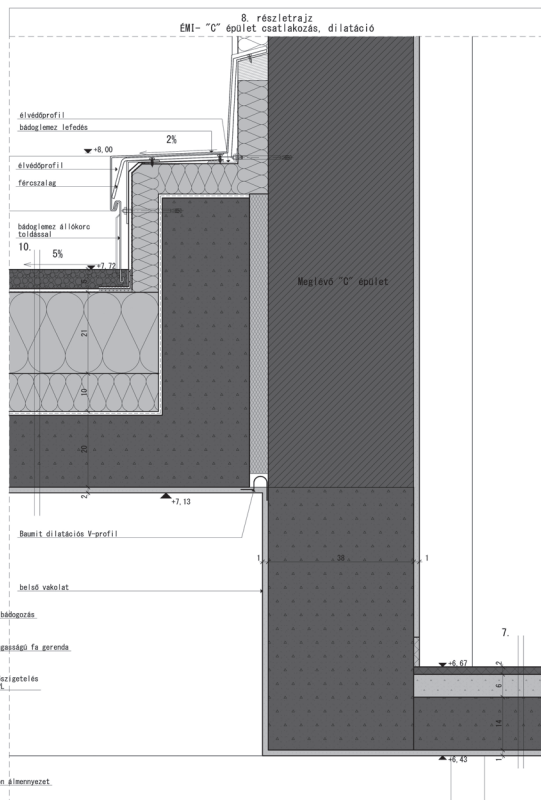 8. részletrajz
ÉMI- "C" épület csatlakozás, dilatáció
élvédőprofil
bádoglemez lefedés
2%
+8,00
élvédőprofil
fércszalag
bádoglemez állókorc
toldással
10.
5%
+7,72
Meglévő "C" épület
21
10
20
2
+7,13
Baumit dilatációs V-profil
1
38
1
belső vakolat
bádogozás
7.
gasságú fa gerenda
+6,67
2
szigetelés
6
14
+6,43
1
n álmennyezet